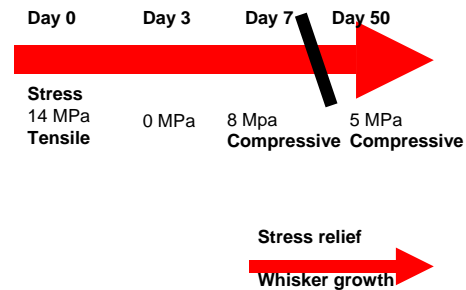 Day 0 Day 3 Day 7 Day 50
Stress
14 MPa 0 MPa 8 Mpa 5 MPa
Tensile Compressive Compressive
Stress relief
Whisker growth